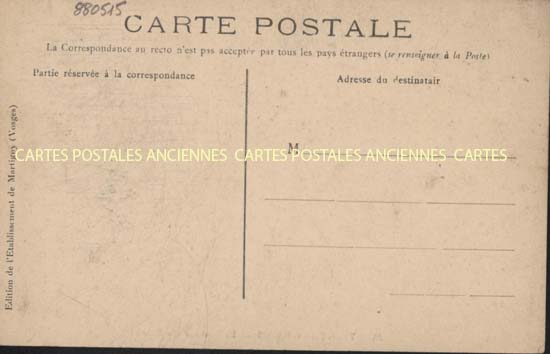 880515
CARTE POSTALE
La Correspondance au recto n'est pas acceptée par tous les pays étrangers (se renseigner à la Poste)
Partie réservée à la correspondance
Adresse du destinatair
M
CARTES POSTALES ANCIENNES CARTES POSTALES ANCIENNES CARTES
Edition de l'Etablissement de Martigny (Vosges)